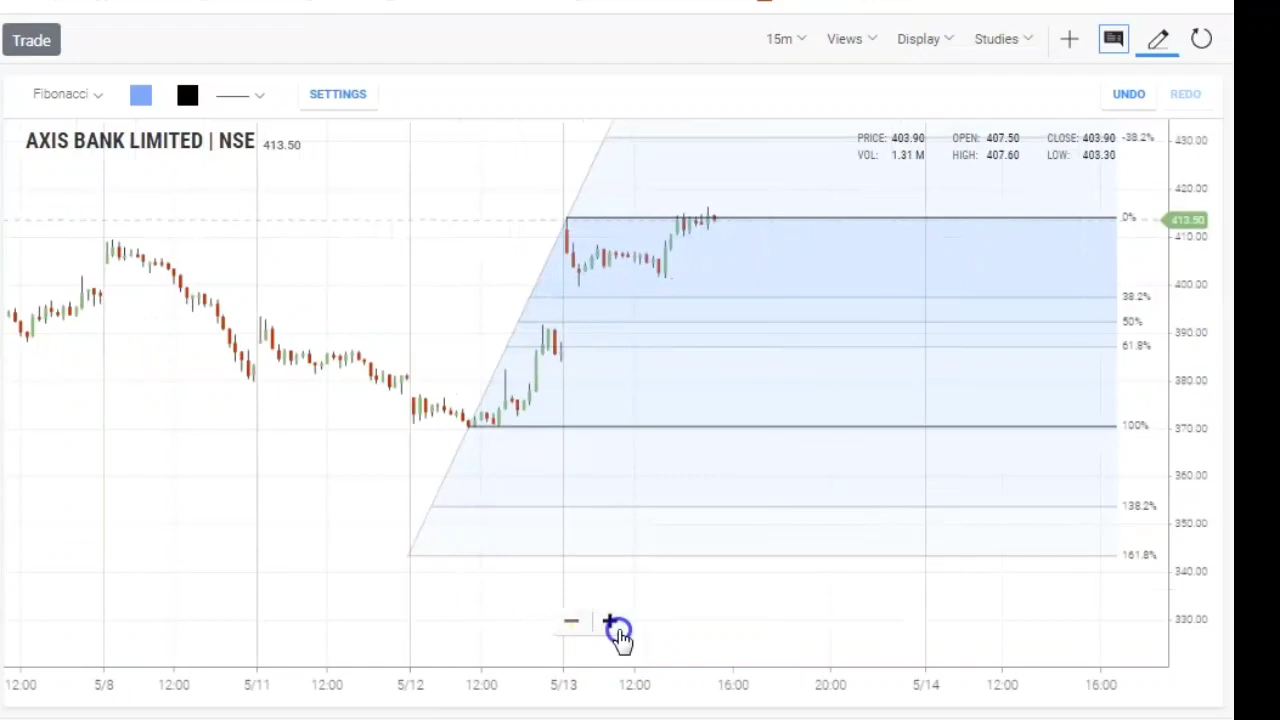 Trade 15m Views Display Studies
Fibonacci SETTINGS UNDO REDO
AXIS BANK LIMITED | NSE 413.50
PRICE: 403.90 OPEN: 407.50 CLOSE: 403.90
VOL: 1.31 M HIGH: 407.60 LOW: 403.30
-38.2% 430.00
420.00
0% 413.50
410.00
400.00
38.2%
50%
390.00
61.8%
380.00
100% 370.00
360.00
138.2%
350.00
161.8%
340.00
330.00
12:00 5/8 12:00 5/11 12:00 5/12 12:00 5/13 12:00 16:00 20:00 5/14 12:00 16:00